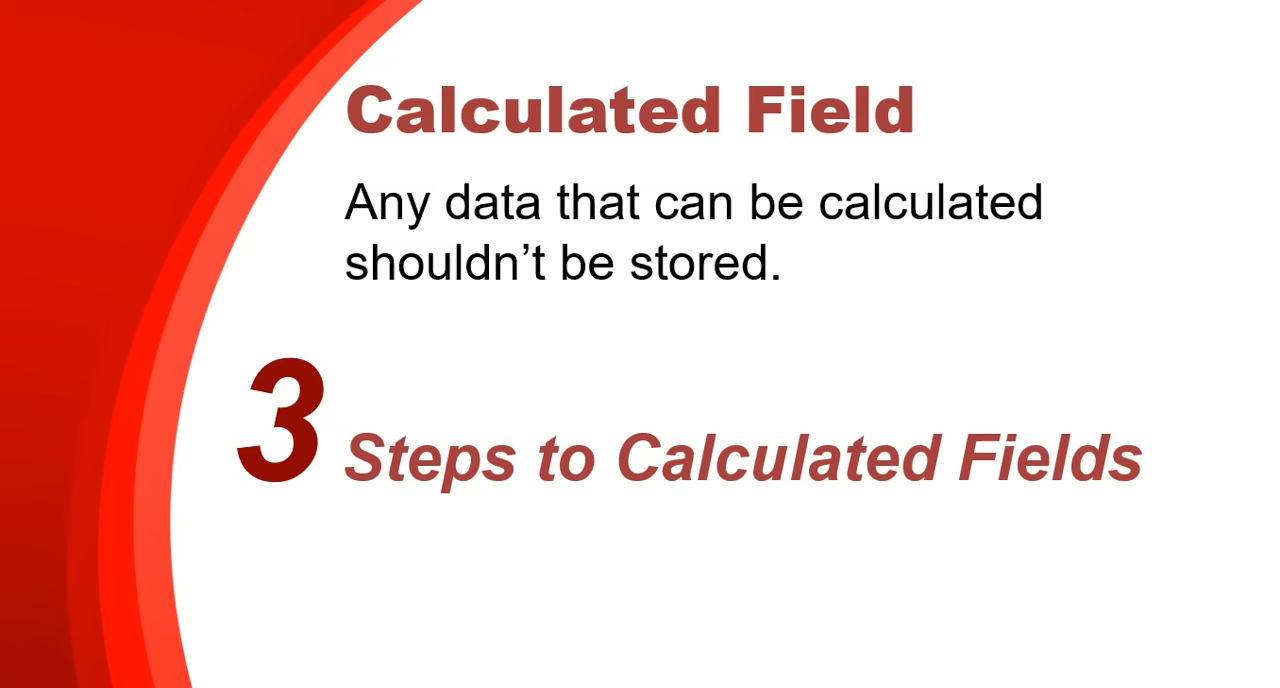 Calculated Field
Any data that can be calculated
shouldn’t be stored.
3 Steps to Calculated Fields